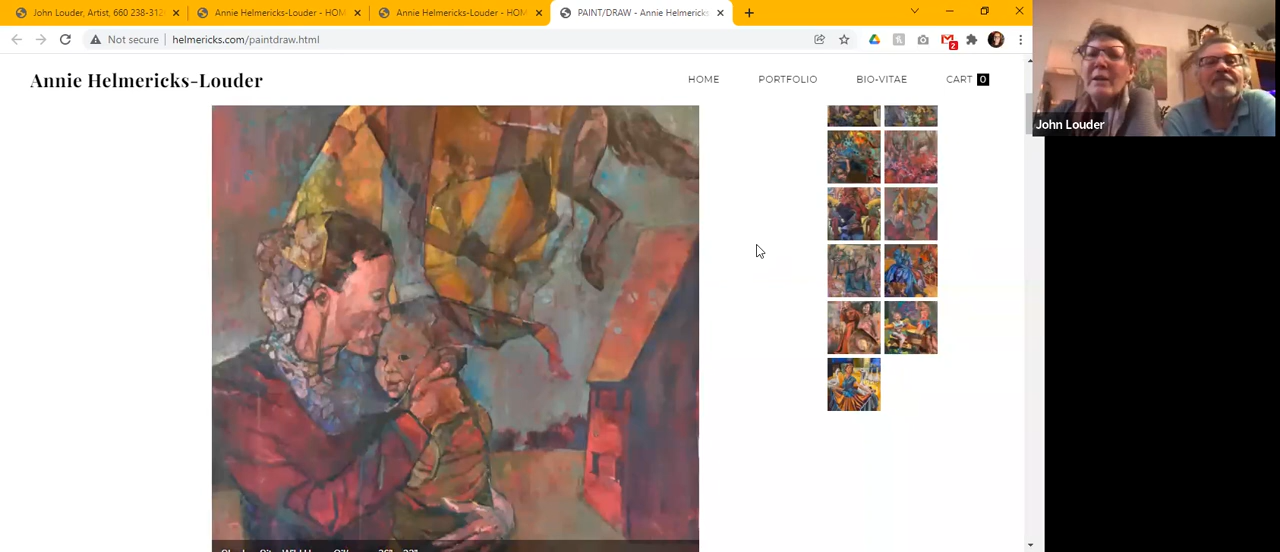 John Louder, Artist, 660 238-312
Annie Helmericks-Louder - HOM
Annie Helmericks-Louder - HOM
PAINT/DRAW - Annie Helmericks
Not secure
helmericks.com/paintdraw.html
2
Annie Helmericks-Louder
HOME
PORTFOLIO
BIO-VITAE
CART 0
John Louder